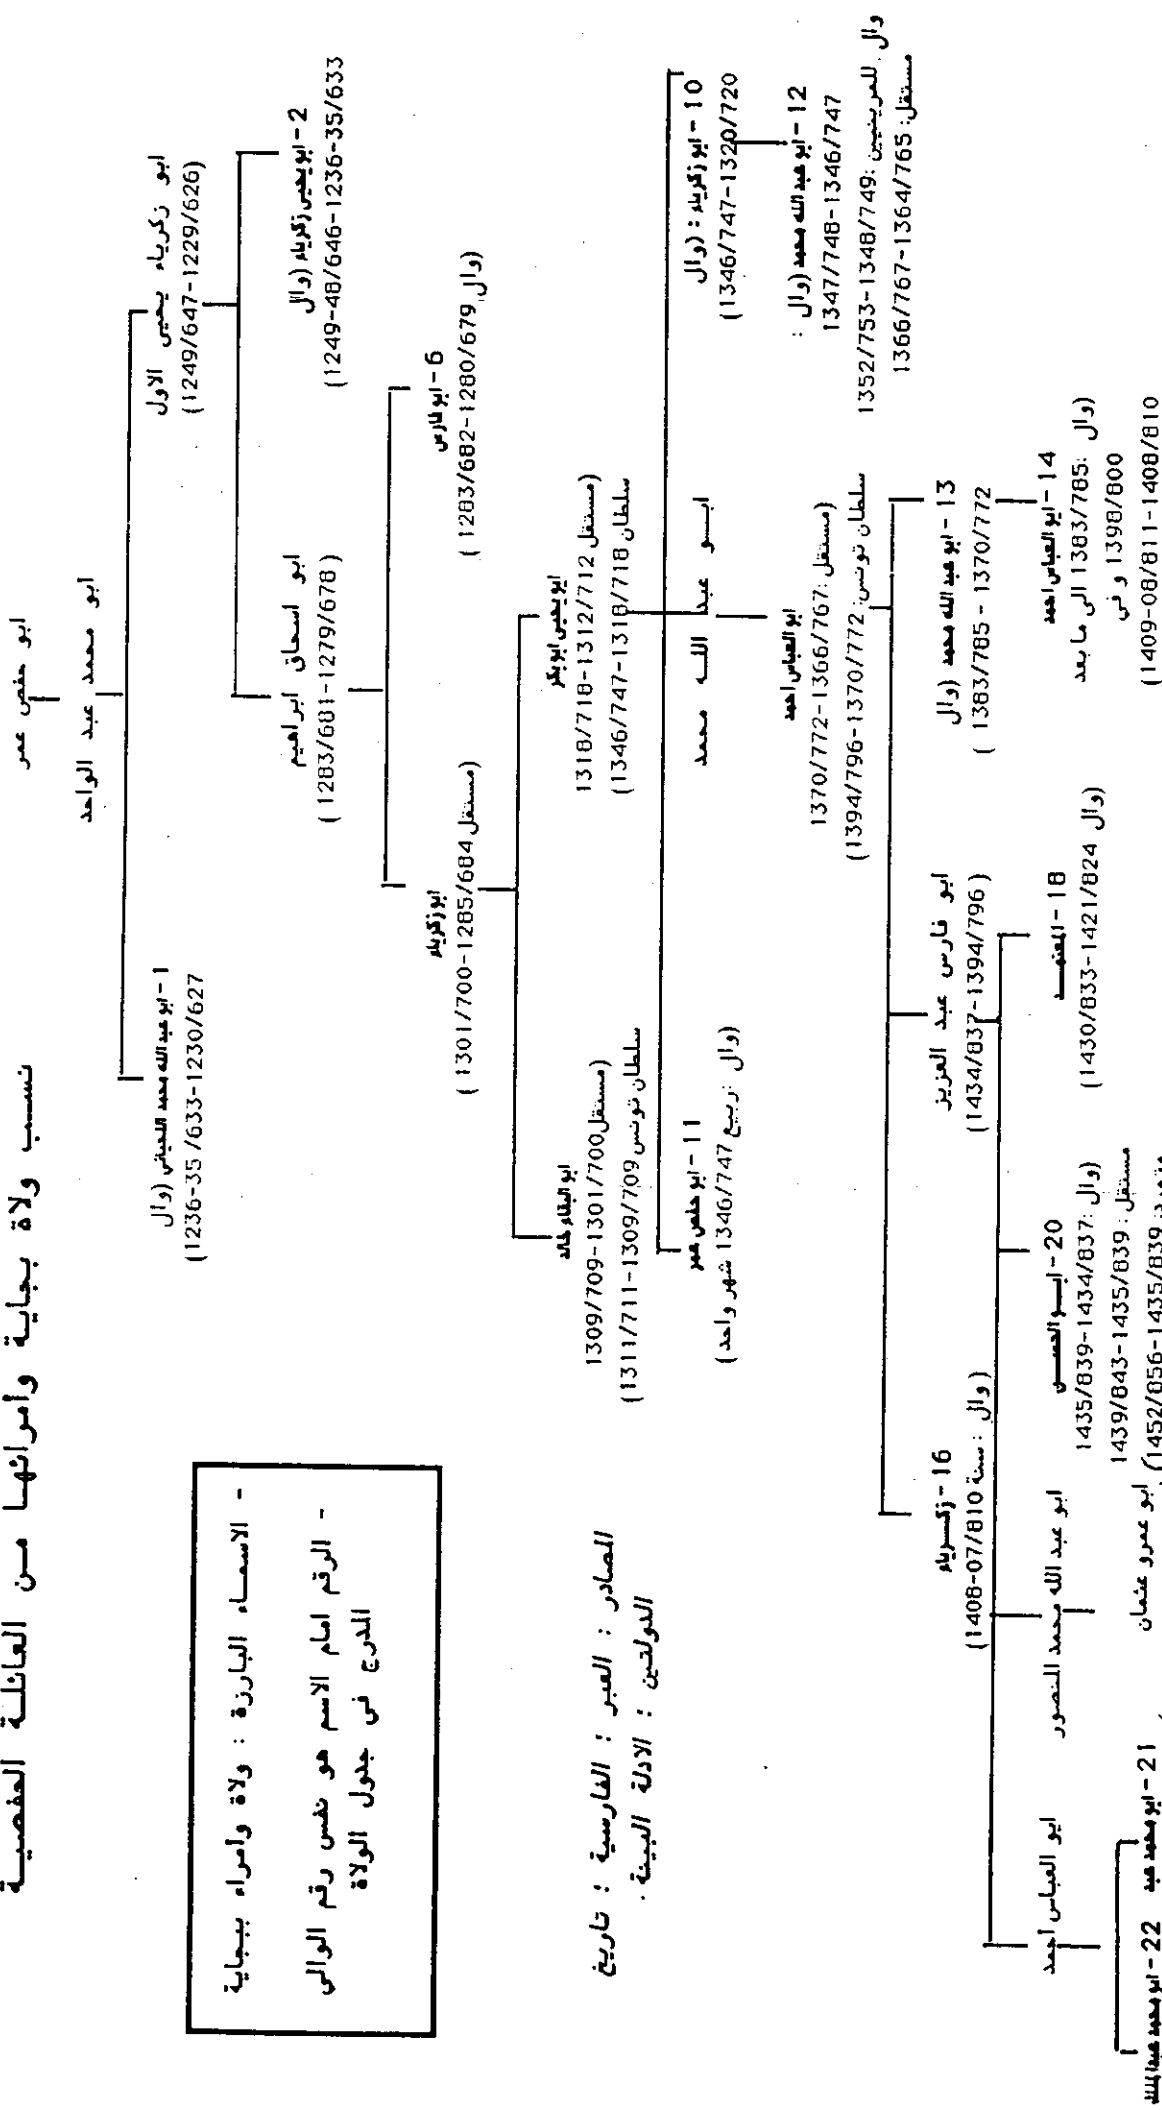 نسب ولاة بجاية وامرائها من العائلة الحفصية
- الاسماء البارزة : ولاة وامراء ببجاية
- الرقم امام الاسم هو نفس رقم الوالي
المدرج في جدول الولاة
المصادر : العبر : الفارسية : تاريخ
الدولتين : الادلة البينة .
ابو حفص عمر
ابو محمد عبد الواحد
ابو زكرياء يحيى الاول
(1249/647-1229/626)
1 - ابو عبد الله محمد اللحياني (وال
(1236-35/633-1230/627
2 - ابو يحيى زكرياء (وال
(1249-48/646-1236-35/633
ابو اسحاق ابراهيم
(1283/681-1279/678)
6 - ابو فارس
(وال 1283/682-1280/679)
ابو زكرياء
(مستقل 1301/700-1285/684)
ابو البقاء خالد
(مستقل 1309/709-1301/700
سلطان تونس 1311/711-1309/709)
ابو يحيى ابو بكر
(مستقل 1318/718-1312/712
سلطان 1346/747-1318/718)
11 - ابو حفص عمر
(وال : ربيع 1346/747 شهر واحد)
ابو عبد الله محمد
10 - ابو زكرياء : (وال
(1346/747-1320/720
12 - ابو عبد الله محمد (وال :
1347/748-1346/747
وال للمرينيين : 1352/753-1348/749
مستقل : 1366/767-1364/765
ابو العباس احمد
(مستقل : 1370/772-1366/767
سلطان تونس : 1394/796-1370/772)
16 - زكرياء
(وال : سنة 1408-07/810)
ابو فارس عبد العزيز
(1434/837-1394/796)
13 - ابو عبد الله محمد (وال
( 1383/785 - 1370/772
14 - ابو العباس احمد
(وال : 1383/785 الى ما بعد
1398/800 و في
(1409-08/811-1408/810
ابو العباس أحمد
ابو عبد الله محمد المنصور
20 - ابو الحسن
(وال : 1435/839-1434/837
مستقل : 1439/843-1435/839
1452/856-1435/839)
18 - المعتمد
(وال 1430/833-1421/824)
ابو عمرو عثمان
21 - ابو محمد عبد
22 - ابو محمد عبد الملك